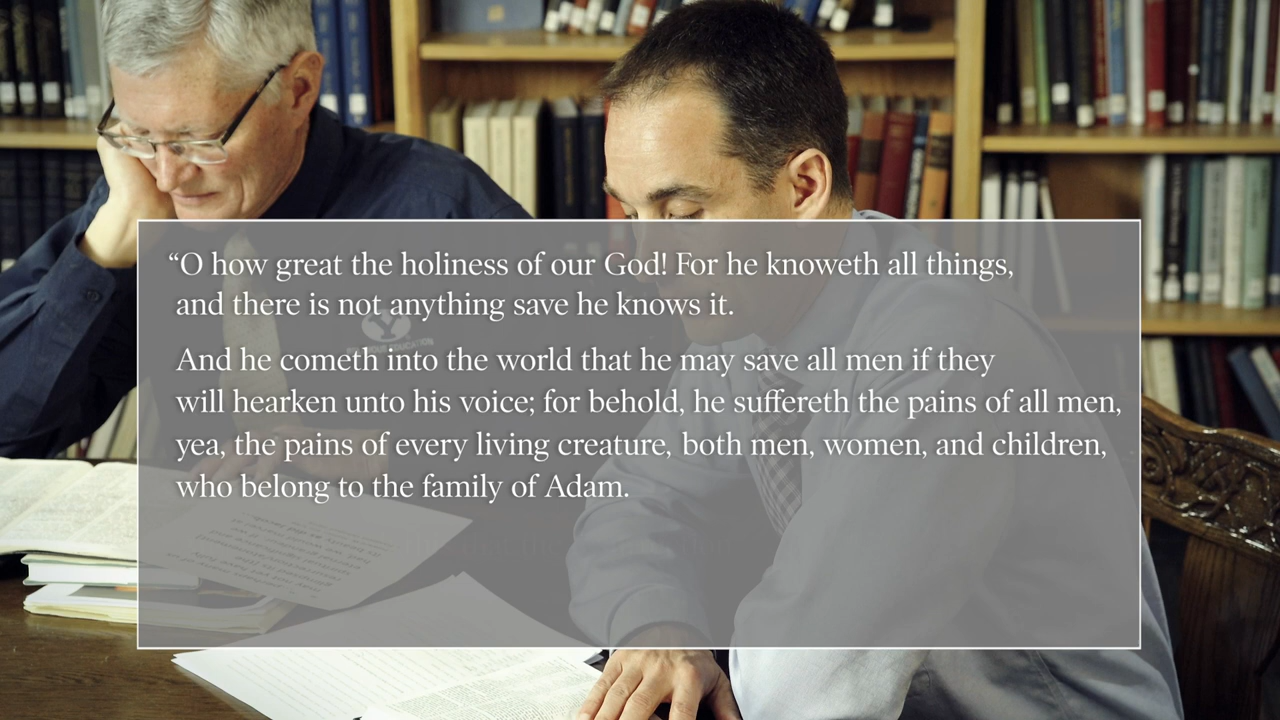 “O how great the holiness of our God! For he knoweth all things,
and there is not anything save he knows it.
And he cometh into the world that he may save all men if they
will hearken unto his voice; for behold, he suffereth the pains of all men,
yea, the pains of every living creature, both men, women, and children,
who belong to the family of Adam.